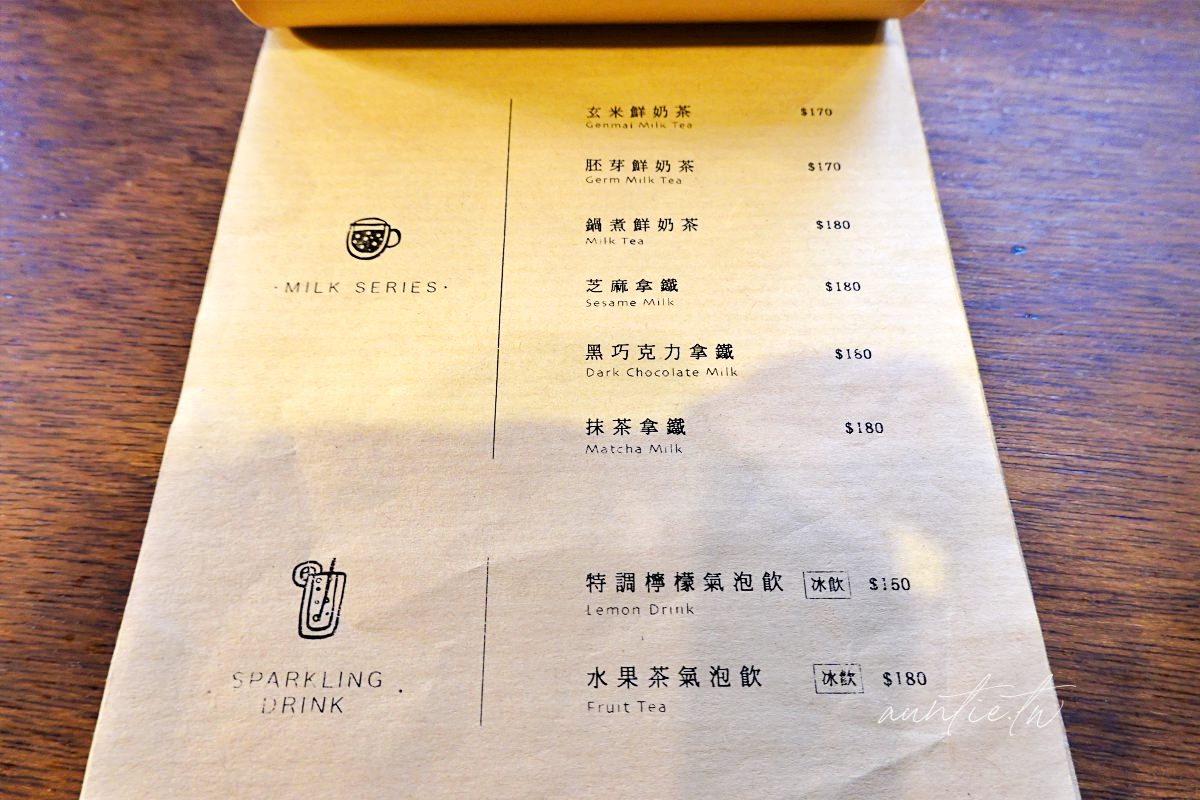 玄米鮮奶茶 $170
Genmai Milk Tea
胚芽鮮奶茶 $170
Germ Milk Tea
鍋煮鮮奶茶 $180
Milk Tea
芝麻拿鐵 $180
Sesame Milk
黑巧克力拿鐵 $180
Dark Chocolate Milk
抹茶拿鐵 $180
Matcha Milk
·MILK SERIES·
特調檸檬氣泡飲 冰飲 $150
Lemon Drink
水果茶氣泡飲 冰飲 $180
Fruit Tea
· SPARKLING DRINK ·
auntie.tw